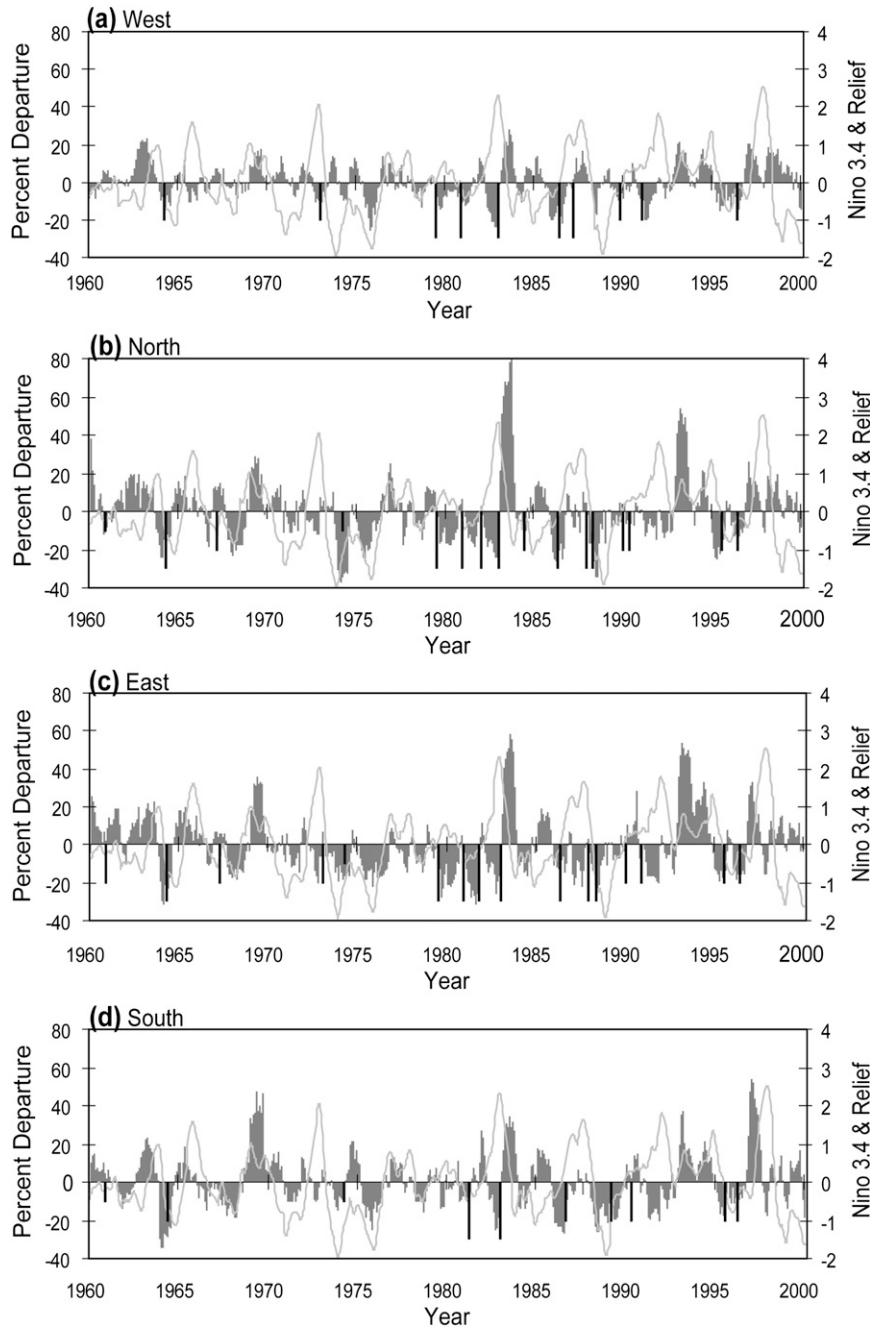 (a) West
80 4
60 3
40 2
20 1
0 0
-20 -1
-40 -2
Percent Departure
Nino 3.4 & Relief
1960 1965 1970 1975 1980 1985 1990 1995 2000
Year
(b) North
80 4
60 3
40 2
20 1
0 0
-20 -1
-40 -2
Percent Departure
Nino 3.4 & Relief
1960 1965 1970 1975 1980 1985 1990 1995 2000
Year
(c) East
80 4
60 3
40 2
20 1
0 0
-20 -1
-40 -2
Percent Departure
Nino 3.4 & Relief
1960 1965 1970 1975 1980 1985 1990 1995 2000
Year
(d) South
80 4
60 3
40 2
20 1
0 0
-20 -1
-40 -2
Percent Departure
Nino 3.4 & Relief
1960 1965 1970 1975 1980 1985 1990 1995 2000
Year